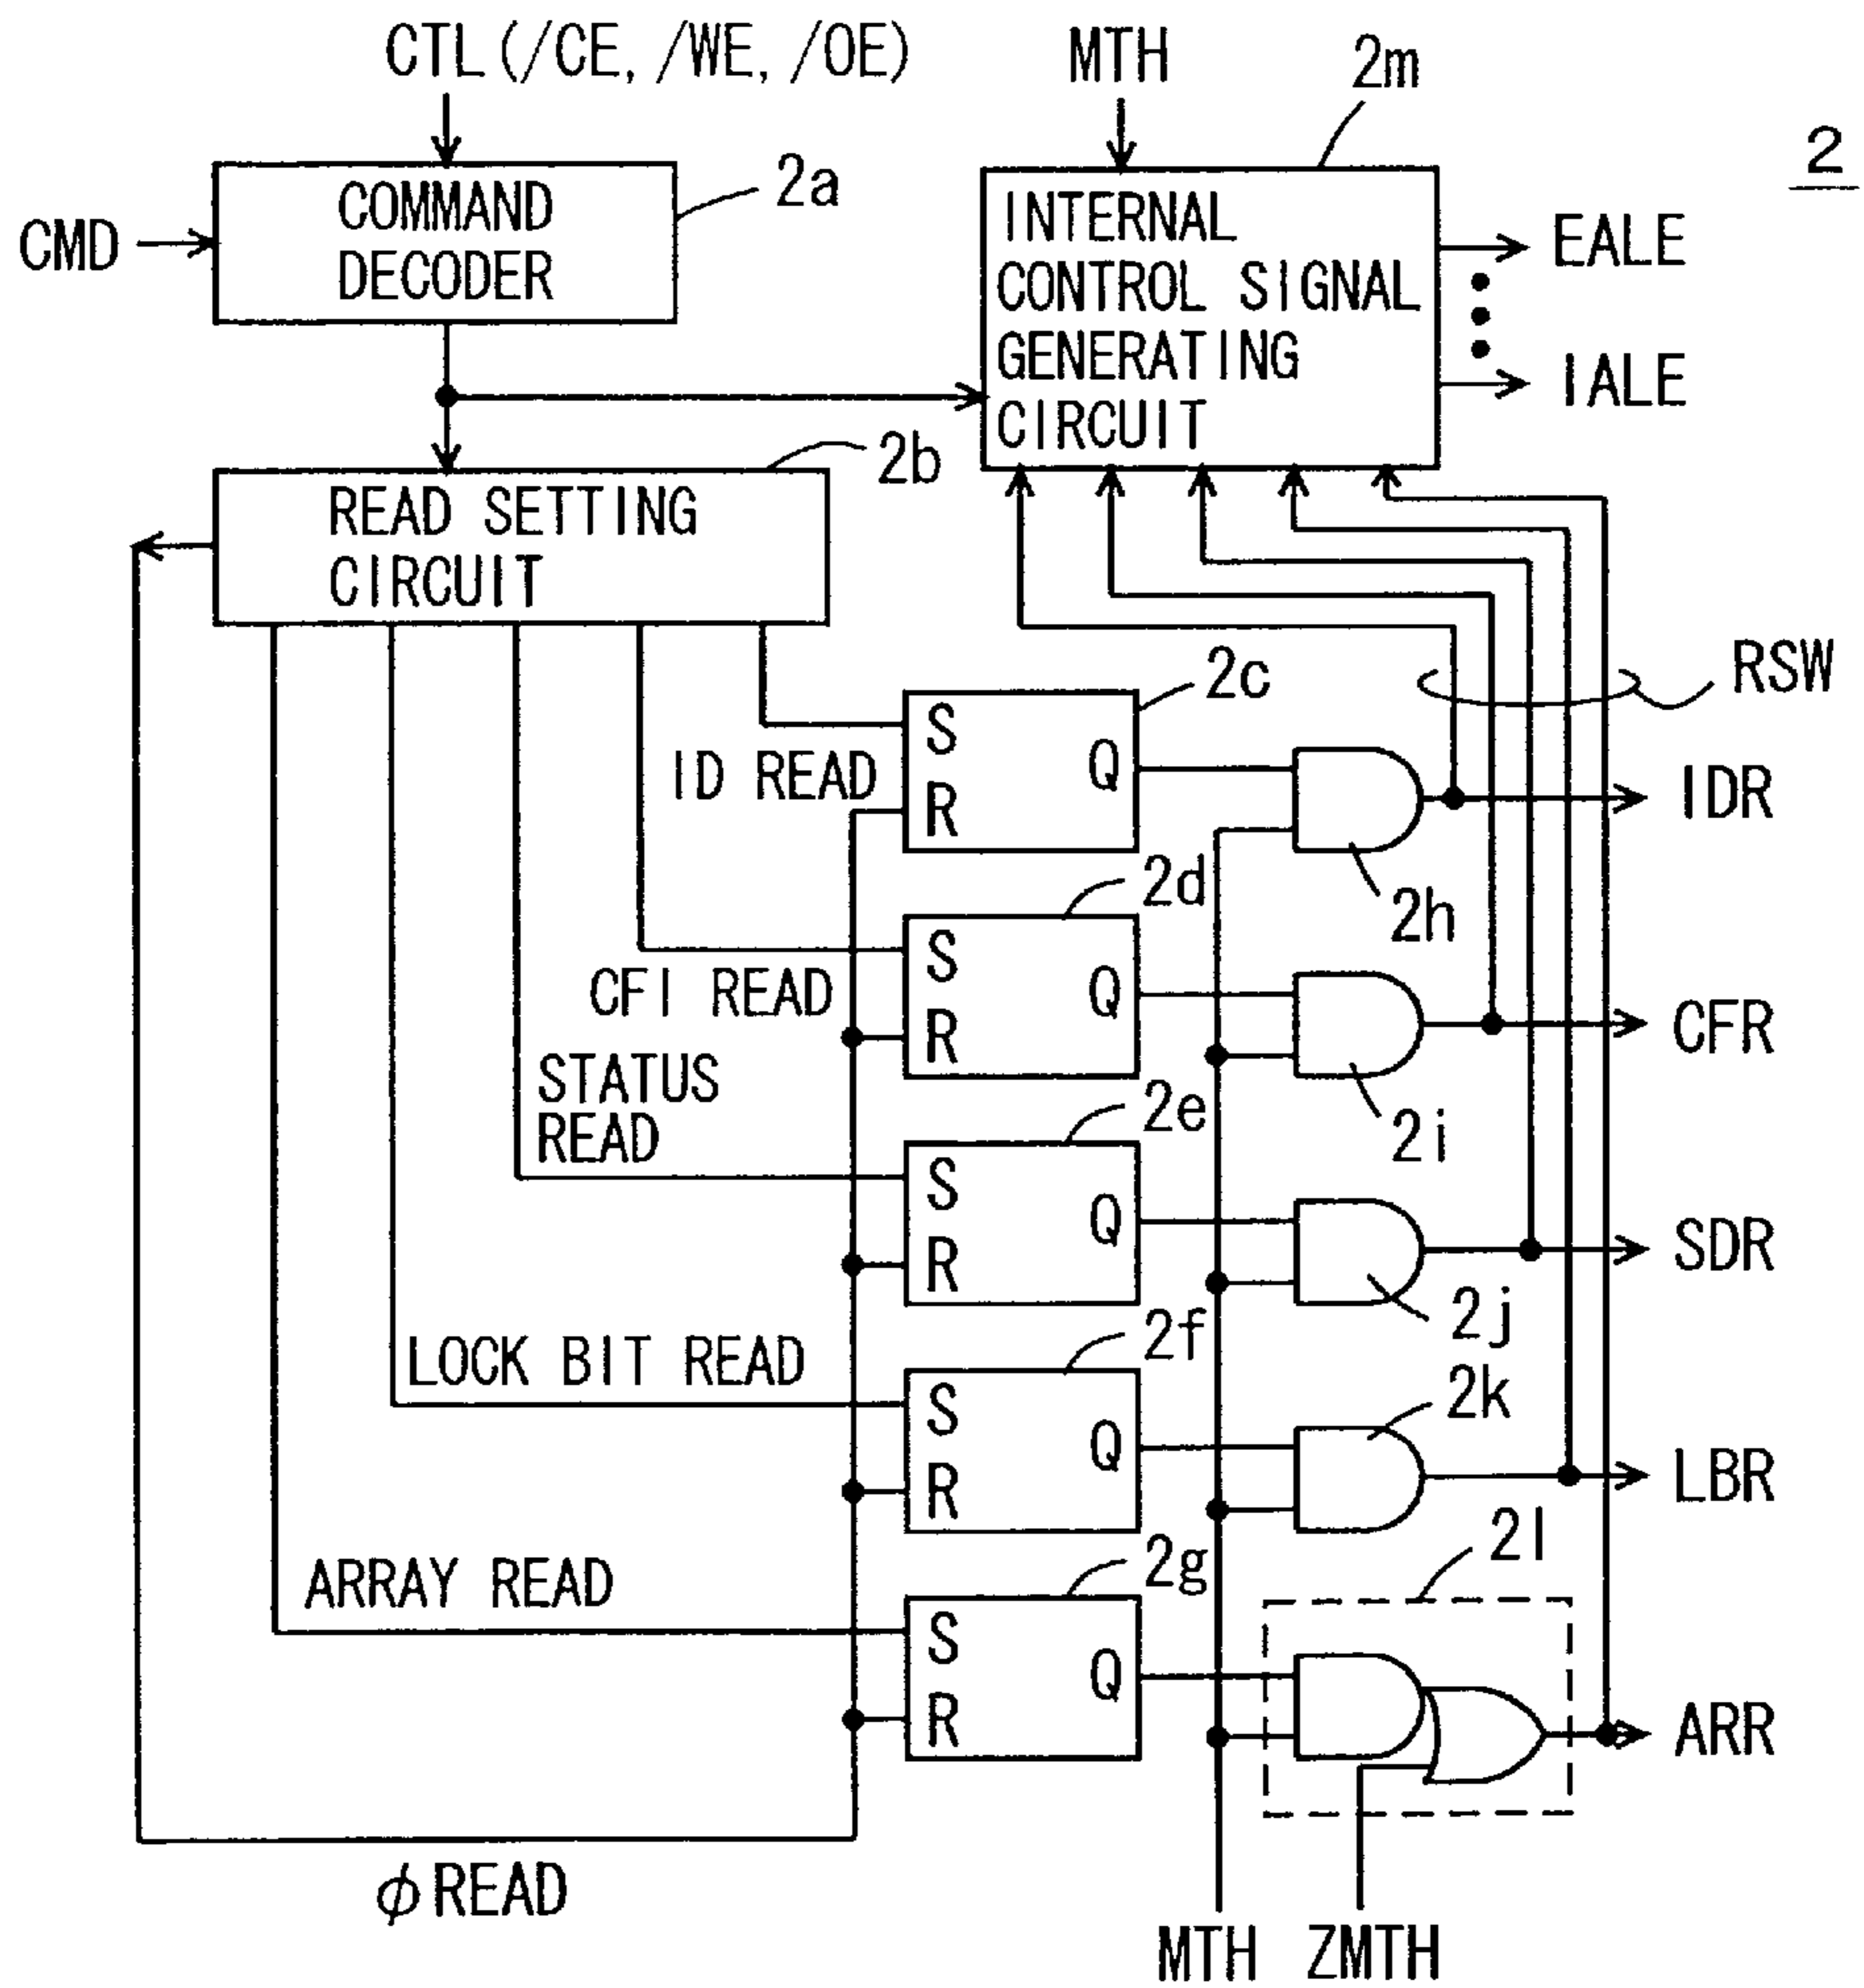 CTL(/CE, /WE, /OE)
MTH
2m
2
CMD
COMMAND
DECODER
2a
INTERNAL
CONTROL SIGNAL
GENERATING
CIRCUIT
EALE
IALE
2b
READ SETTING
CIRCUIT
RSW
2c
S
Q
R
ID READ
IDR
2h
2d
S
Q
R
CFI READ
CFR
2i
STATUS
READ
2e
S
Q
R
SDR
2j
2f
LOCK BIT READ
S
Q
R
2k
LBR
2l
2g
ARRAY READ
S
Q
R
ARR
φREAD
MTH
ZMTH